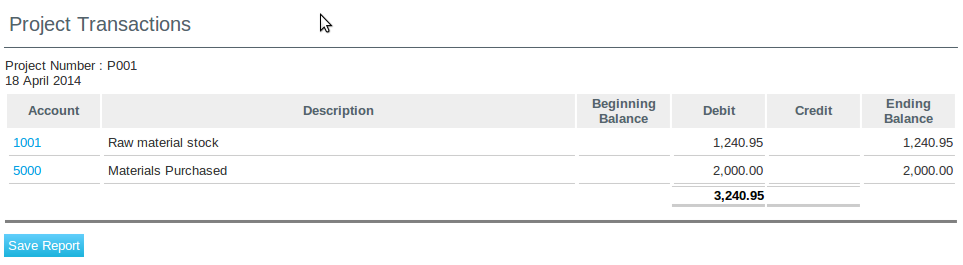 Project Transactions
Project Number : P001
18 April 2014
Account Description Beginning Balance Debit Credit Ending Balance
1001 Raw material stock 1,240.95 1,240.95
5000 Materials Purchased 2,000.00 2,000.00
3,240.95
Save Report